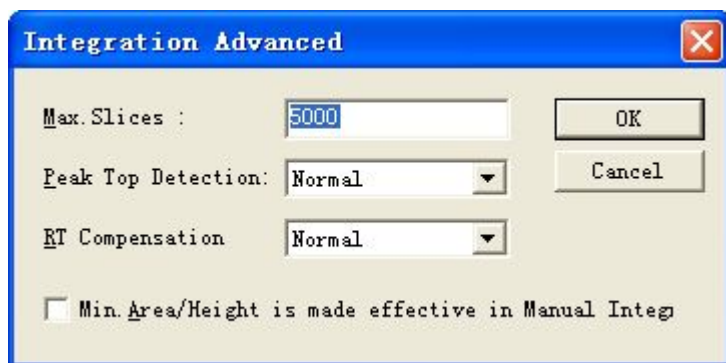 Integration Advanced
Max.Slices :
5000
OK
Peak Top Detection:
Normal
Cancel
RT Compensation
Normal
Min.Area/Height is made effective in Manual Integ